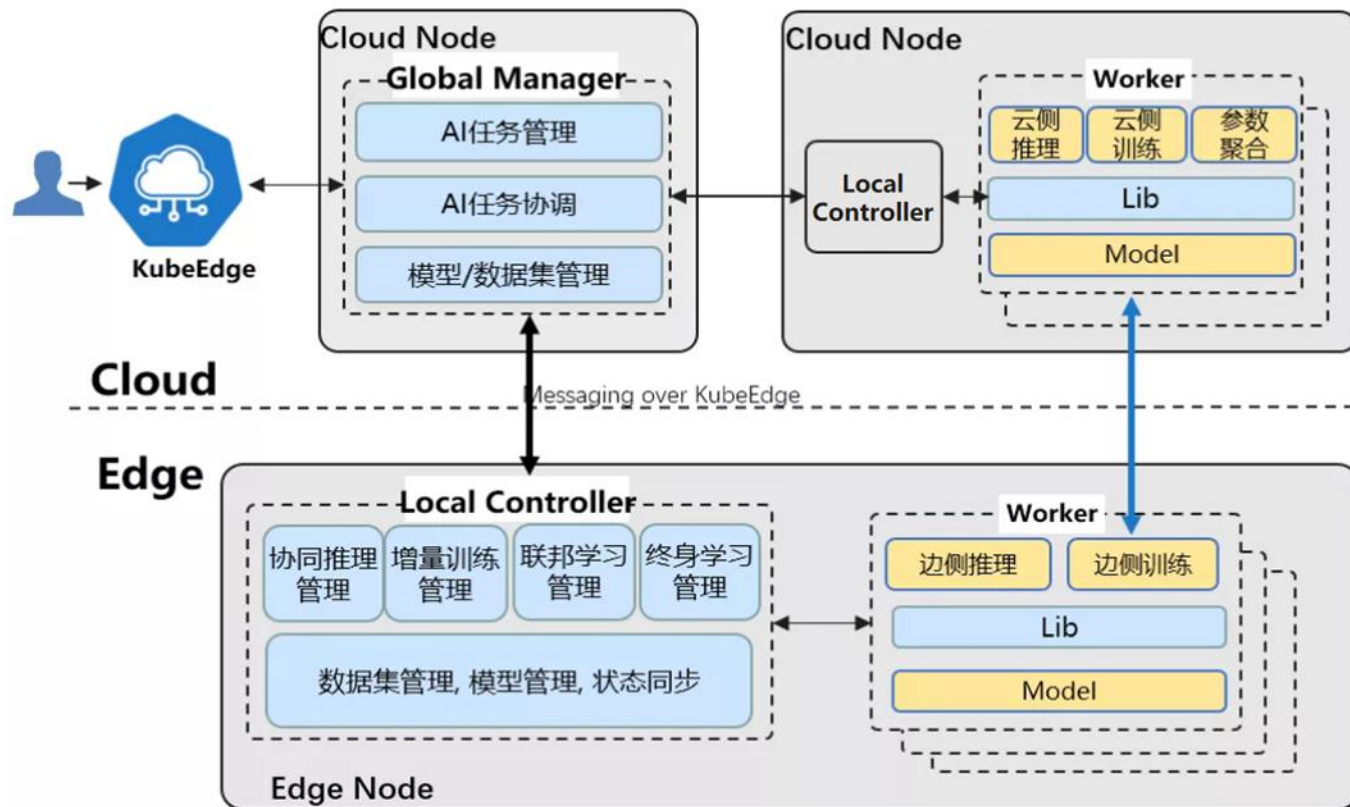 Cloud Node
Global Manager
AI任务管理
AI任务协调
模型/数据集管理
KubeEdge
Cloud Node
Worker
云侧
推理
云侧
训练
参数
聚合
Local
Controller
Lib
Model
Cloud
Messaging over KubeEdge
Edge
Local Controller
协同推理
管理
增量训练
管理
联邦学习
管理
终身学习
管理
数据集管理, 模型管理, 状态同步
Worker
边侧推理
边侧训练
Lib
Model
Edge Node